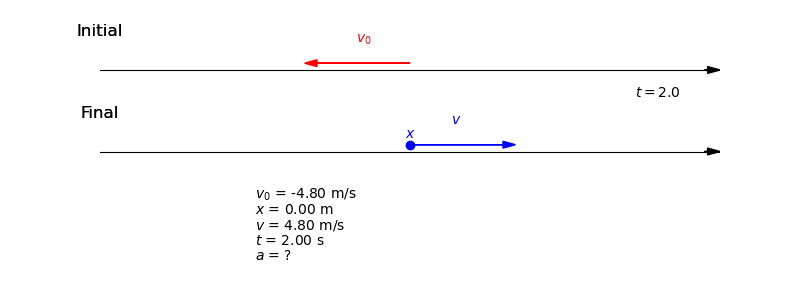 Initial
v₀
t = 2.0
Final
v
x
v₀ = -4.80 m/s
x = 0.00 m
v = 4.80 m/s
t = 2.00 s
a = ?